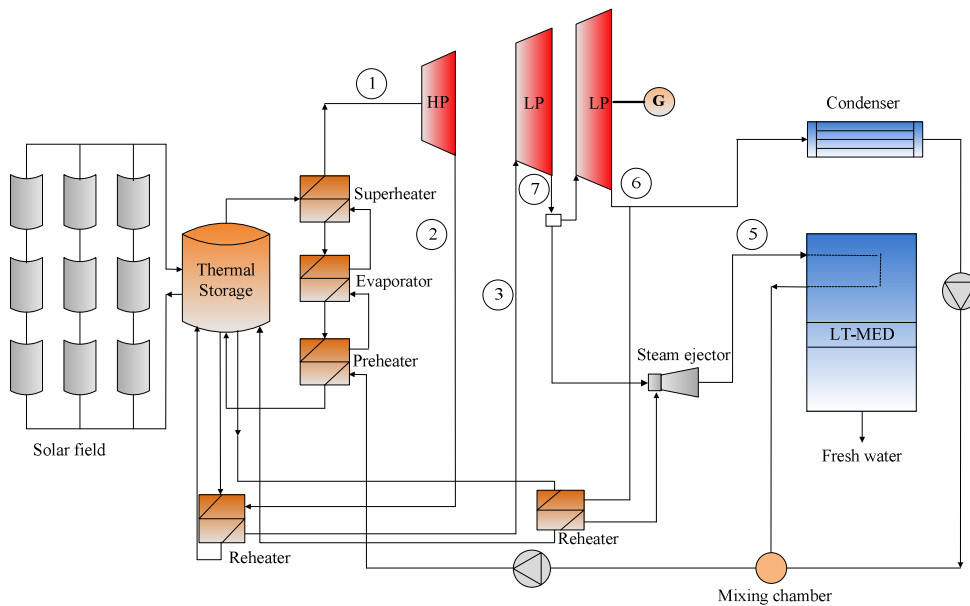 1
HP
LP
LP
G
Condenser
Superheater
7
6
2
5
Thermal
Storage
Evaporator
3
LT-MED
Preheater
Steam ejector
Solar field
Fresh water
Reheater
Reheater
Mixing chamber